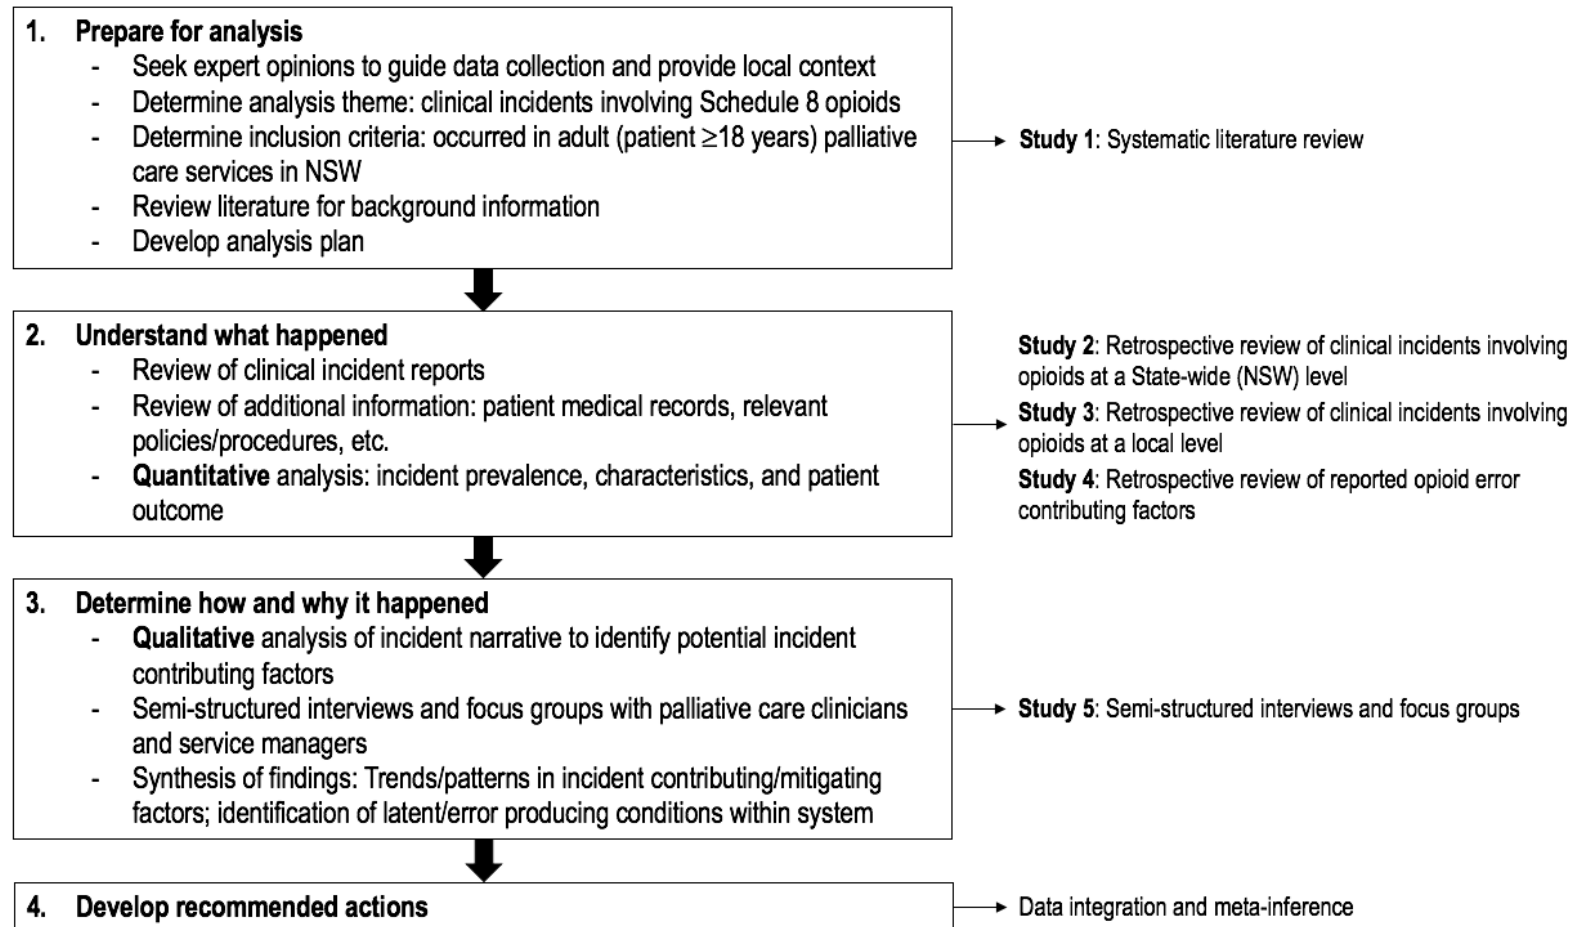 1. Prepare for analysis
- Seek expert opinions to guide data collection and provide local context
- Determine analysis theme: clinical incidents involving Schedule 8 opioids
- Determine inclusion criteria: occurred in adult (patient ≥18 years) palliative
care services in NSW
- Review literature for background information
- Develop analysis plan
Study 1: Systematic literature review
2. Understand what happened
- Review of clinical incident reports
- Review of additional information: patient medical records, relevant
policies/procedures, etc.
- Quantitative analysis: incident prevalence, characteristics, and patient
outcome
Study 2: Retrospective review of clinical incidents involving
opioids at a State-wide (NSW) level
Study 3: Retrospective review of clinical incidents involving
opioids at a local level
Study 4: Retrospective review of reported opioid error
contributing factors
3. Determine how and why it happened
- Qualitative analysis of incident narrative to identify potential incident
contributing factors
- Semi-structured interviews and focus groups with palliative care clinicians
and service managers
- Synthesis of findings: Trends/patterns in incident contributing/mitigating
factors; identification of latent/error producing conditions within system
Study 5: Semi-structured interviews and focus groups
4. Develop recommended actions
Data integration and meta-inference